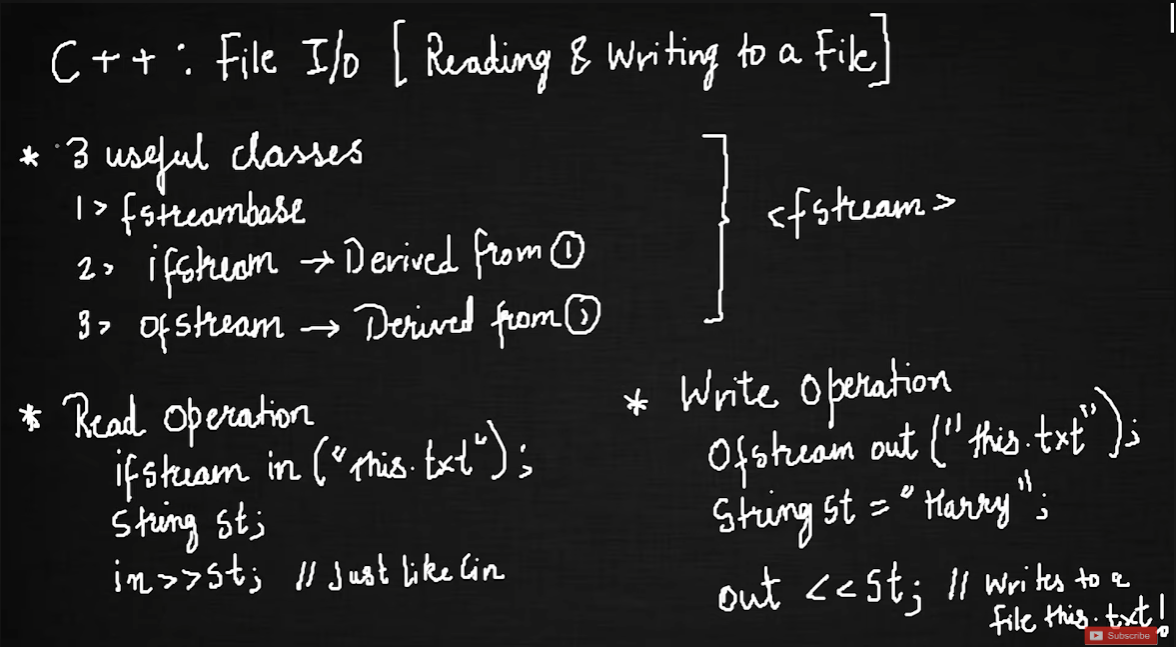 C++ : File I/O [Reading & Writing to a File]
* 3 useful classes
1> fstreambase
2> ifstream → Derived from ①
3> ofstream → Derived from ①
<fstream>
* Read Operation
ifstream in ("this.txt");
string st;
in>>st; // Just like Cin
* Write Operation
Ofstream out ("this.txt");
String st = "Harry";
out <<st; // Writes to a
file this.txt!
Subscribe